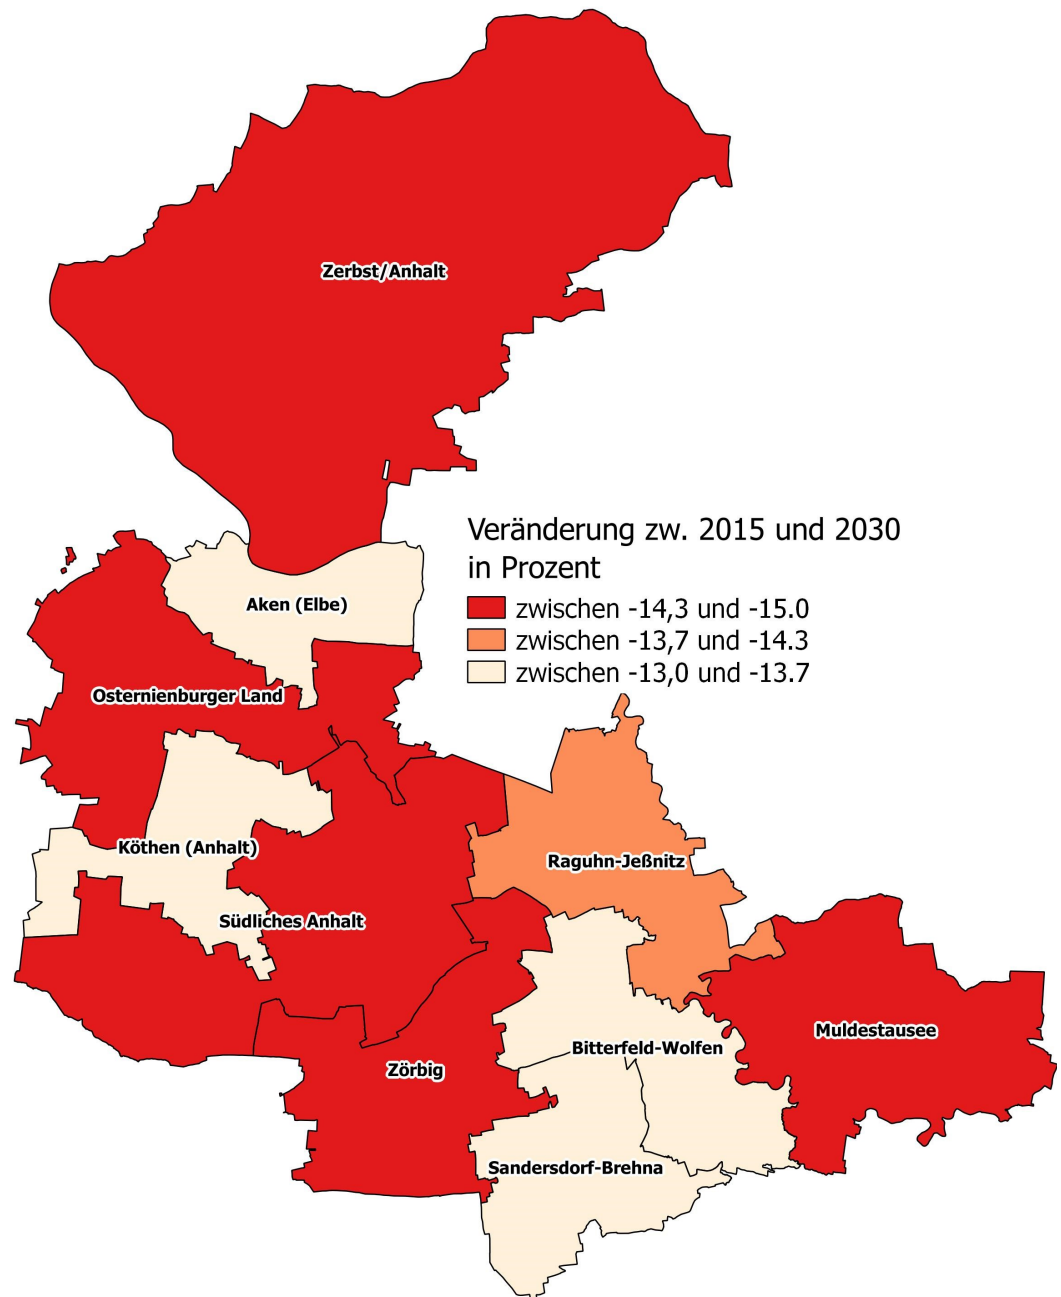 Zerbst/Anhalt
Veränderung zw. 2015 und 2030
in Prozent
zwischen -14,3 und -15.0
zwischen -13,7 und -14.3
zwischen -13,0 und -13.7
Aken (Elbe)
Osternienburger Land
Köthen (Anhalt)
Raguhn-Jeßnitz
Südliches Anhalt
Muldestausee
Bitterfeld-Wolfen
Zörbig
Sandersdorf-Brehna